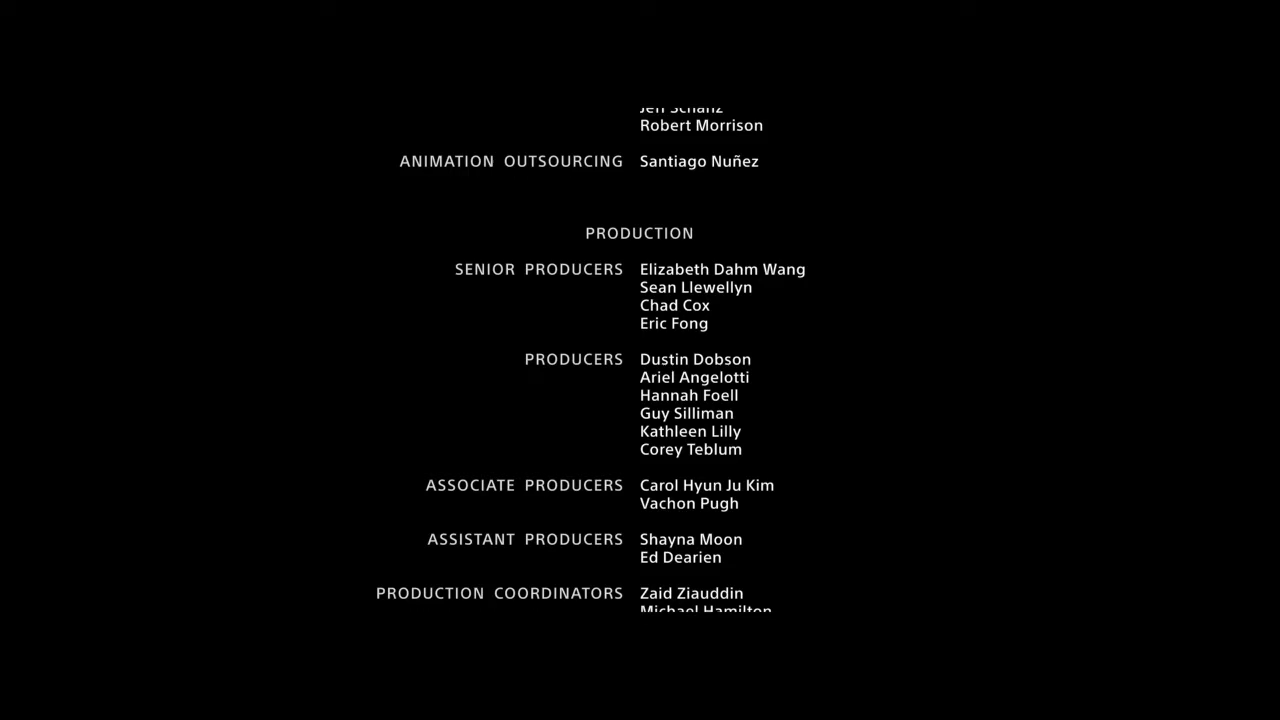 Robert Morrison
ANIMATION OUTSOURCING Santiago Nuñez
PRODUCTION
SENIOR PRODUCERS Elizabeth Dahm Wang
Sean Llewellyn
Chad Cox
Eric Fong
PRODUCERS Dustin Dobson
Ariel Angelotti
Hannah Foell
Guy Silliman
Kathleen Lilly
Corey Teblum
ASSOCIATE PRODUCERS Carol Hyun Ju Kim
Vachon Pugh
ASSISTANT PRODUCERS Shayna Moon
Ed Dearien
PRODUCTION COORDINATORS Zaid Ziauddin
Michael Hamilton